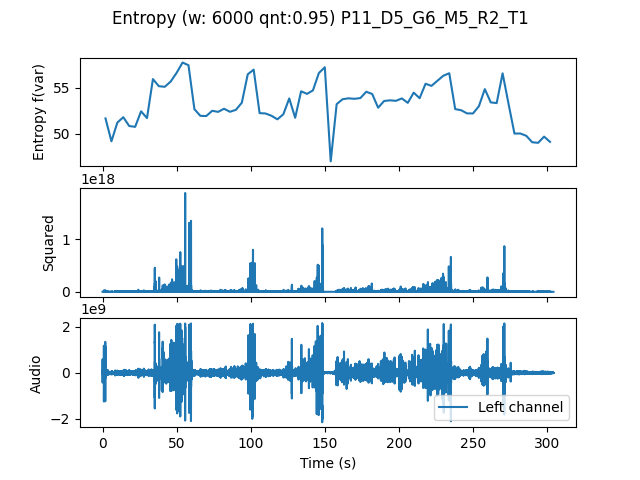 Entropy (w: 6000 qnt:0.95) P11_D5_G6_M5_R2_T1
Entropy f(var)
55
50
1e18
Squared
1
0
1e9
Audio
2
0
−2
Left channel
0 50 100 150 200 250 300
Time (s)